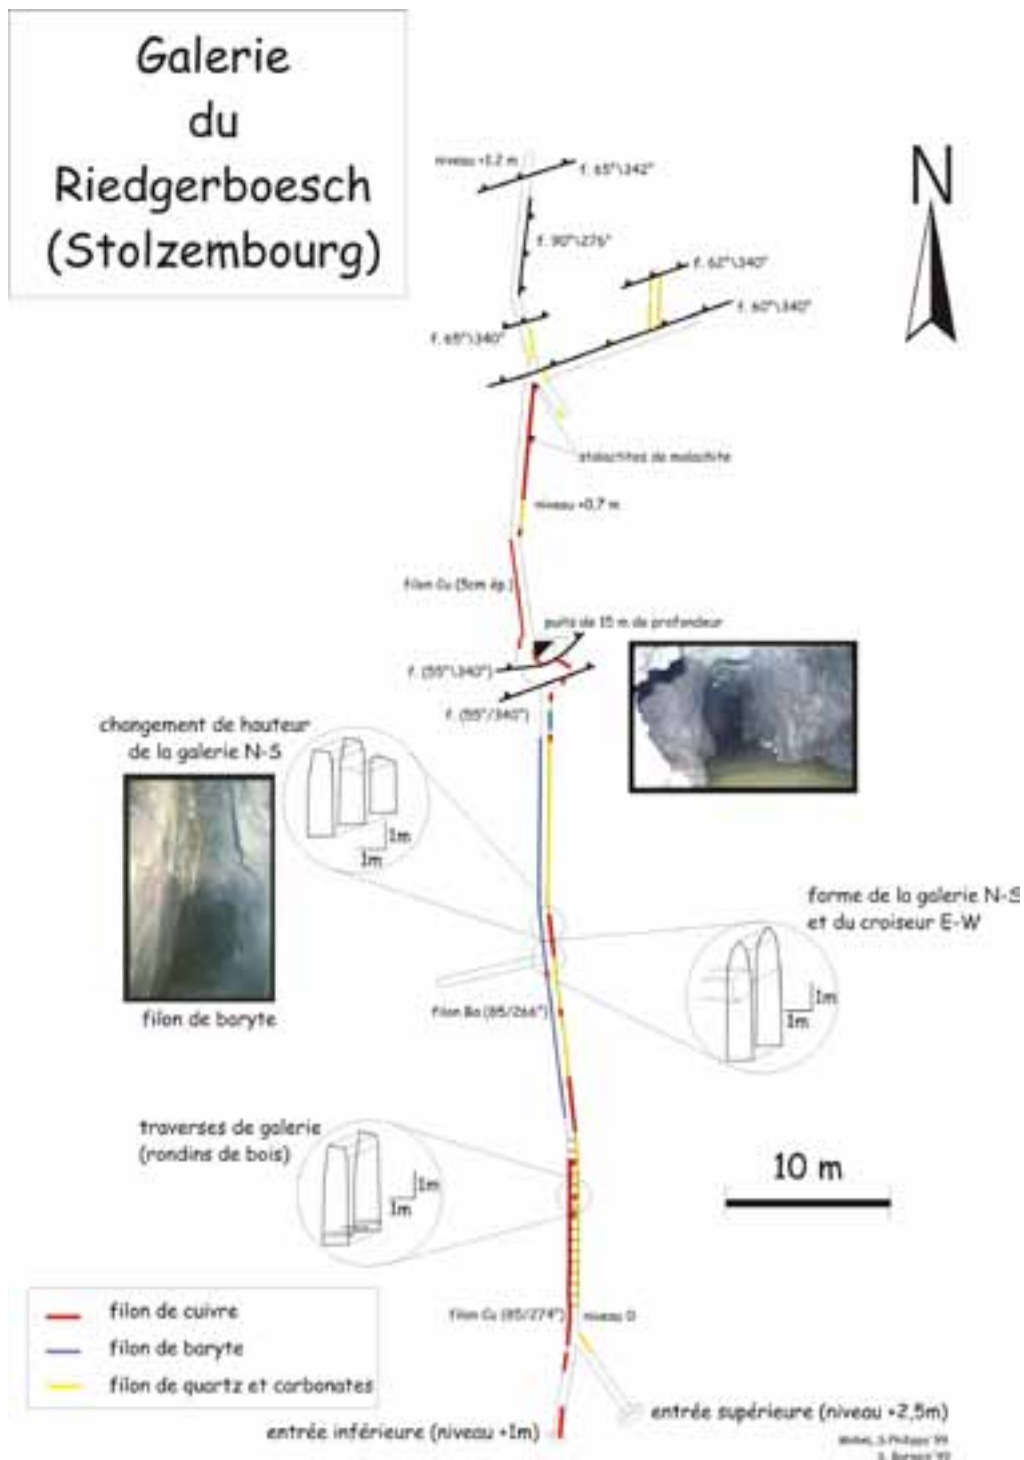 Galerie
du
Riedgerboesch
(Stolzembourg)
N
niveau +1,2 m
f. 65°\342°
f. 90°\276°
f. 62°\340°
f. 60°\340°
f. 65°\340°
stalactites de malachite
niveau +0,7 m
filon Cu (5cm ép.)
puits de 15 m de profondeur
f. (55°\340°)
f. (55°/340°)
changement de hauteur
de la galerie N-S
1m
1m
filon de baryte
forme de la galerie N-S
et du croiseur E-W
1m
1m
filon Ba (85/266°)
traverses de galerie
(rondins de bois)
1m
1m
10 m
filon Cu (85/274°)
niveau 0
filon de cuivre
filon de baryte
filon de quartz et carbonates
entrée supérieure (niveau +2,5m)
entrée inférieure (niveau +1m)